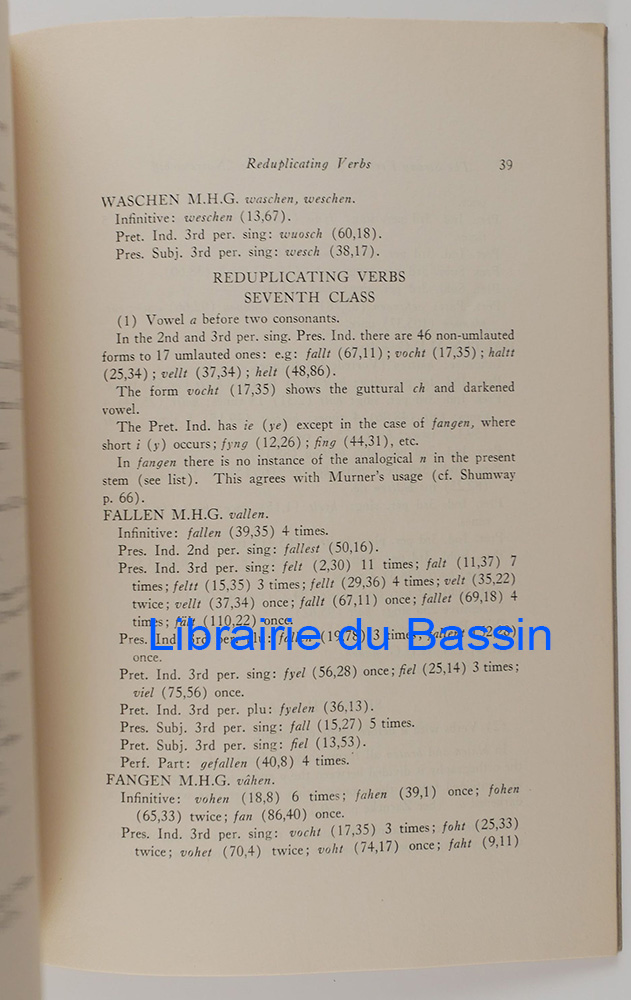 Reduplicating Verbs 39
WASCHEN M.H.G. waschen, weschen.
Infinitive: weschen (13,67).
Pret. Ind. 3rd per. sing: wuosch (60,18).
Pres. Subj. 3rd per. sing: wesch (38,17).
REDUPLICATING VERBS
SEVENTH CLASS
(1) Vowel a before two consonants.
In the 2nd and 3rd per. sing. Pres. Ind. there are 46 non-umlauted
forms to 17 umlauted ones: e.g: fallt (67,11) ; vocht (17,35) ; haltt
(25,34) ; vellt (37,34) ; helt (48,86).
The form vocht (17,35) shows the guttural ch and darkened
vowel.
The Pret. Ind. has ie (ye) except in the case of fangen, where
short i (y) occurs; fyng (12,26) ; fing (44,31), etc.
In fangen there is no instance of the analogical n in the present
stem (see list). This agrees with Murner's usage (cf. Shumway
p. 66).
FALLEN M.H.G. vallen.
Infinitive: fallen (39,35) 4 times.
Pres. Ind. 2nd per. sing: fallest (50,16).
Pres. Ind. 3rd per. sing: felt (2,30) 11 times; falt (11,37) 7
times; feltt (15,35) 3 times; fellt (29,36) 4 times; velt (35,22)
twice; vellt (37,34) once; fallt (67,11) once; fallet (69,18) 4
times; (110,22) once.
Pres. Ind. 3rd per. plu: fallen (19,78) 3 times;
once.
Librairie du Bassin
Pret. Ind. 3rd per. sing: fyel (56,28) once; fiel (25,14) 3 times;
viel (75,56) once.
Pret. Ind. 3rd per. plu: fyelen (36,13).
Pres. Subj. 3rd per. sing: fall (15,27) 5 times.
Pret. Subj. 3rd per. sing: fiel (13,53).
Perf. Part: gefallen (40,8) 4 times.
FANGEN M.H.G. vâhen.
Infinitive: vohen (18,8) 6 times; fahen (39,1) once; fohen
(65,33) twice; fan (86,40) once.
Pres. Ind. 3rd per. sing: vocht (17,35) 3 times; foht (25,33)
twice; vohet (70,4) twice; voht (74,17) once; faht (9,11)